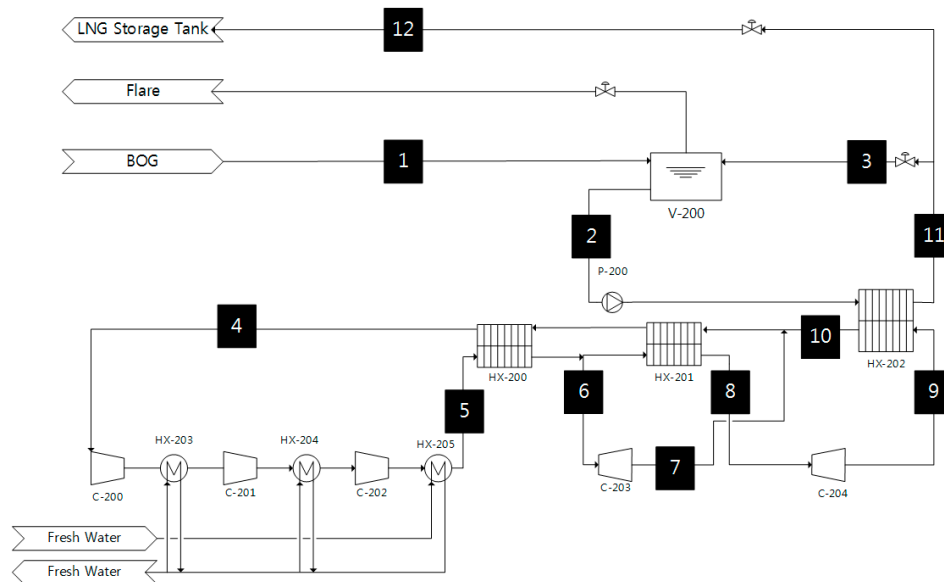 LNG Storage Tank
12
Flare
BOG
1
3
V-200
2
11
P-200
4
10
HX-202
HX-200
HX-201
5
6
8
9
HX-203
HX-204
HX-205
7
C-200
C-201
C-202
C-203
C-204
Fresh Water
Fresh Water